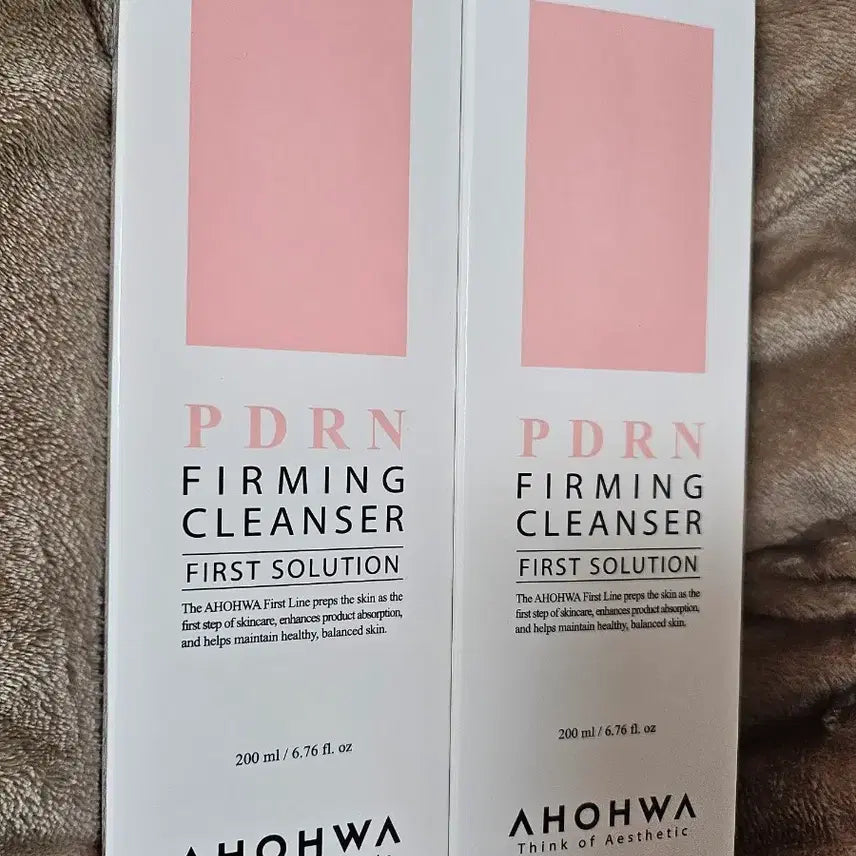 PDRN
FIRMING
CLEANSER
FIRST SOLUTION
The AHOHWA First Line preps the skin as the
first step of skincare, enhances product absorption,
and helps maintain healthy, balanced skin.
200 ml / 6.76 fl. oz
AHOHWA
PDRN
FIRMING
CLEANSER
FIRST SOLUTION
The AHOHWA First Line preps the skin as the
first step of skincare, enhances product absorption,
and helps maintain healthy, balanced skin.
200 ml / 6.76 fl. oz
AHOHWA
Think of Aesthetic